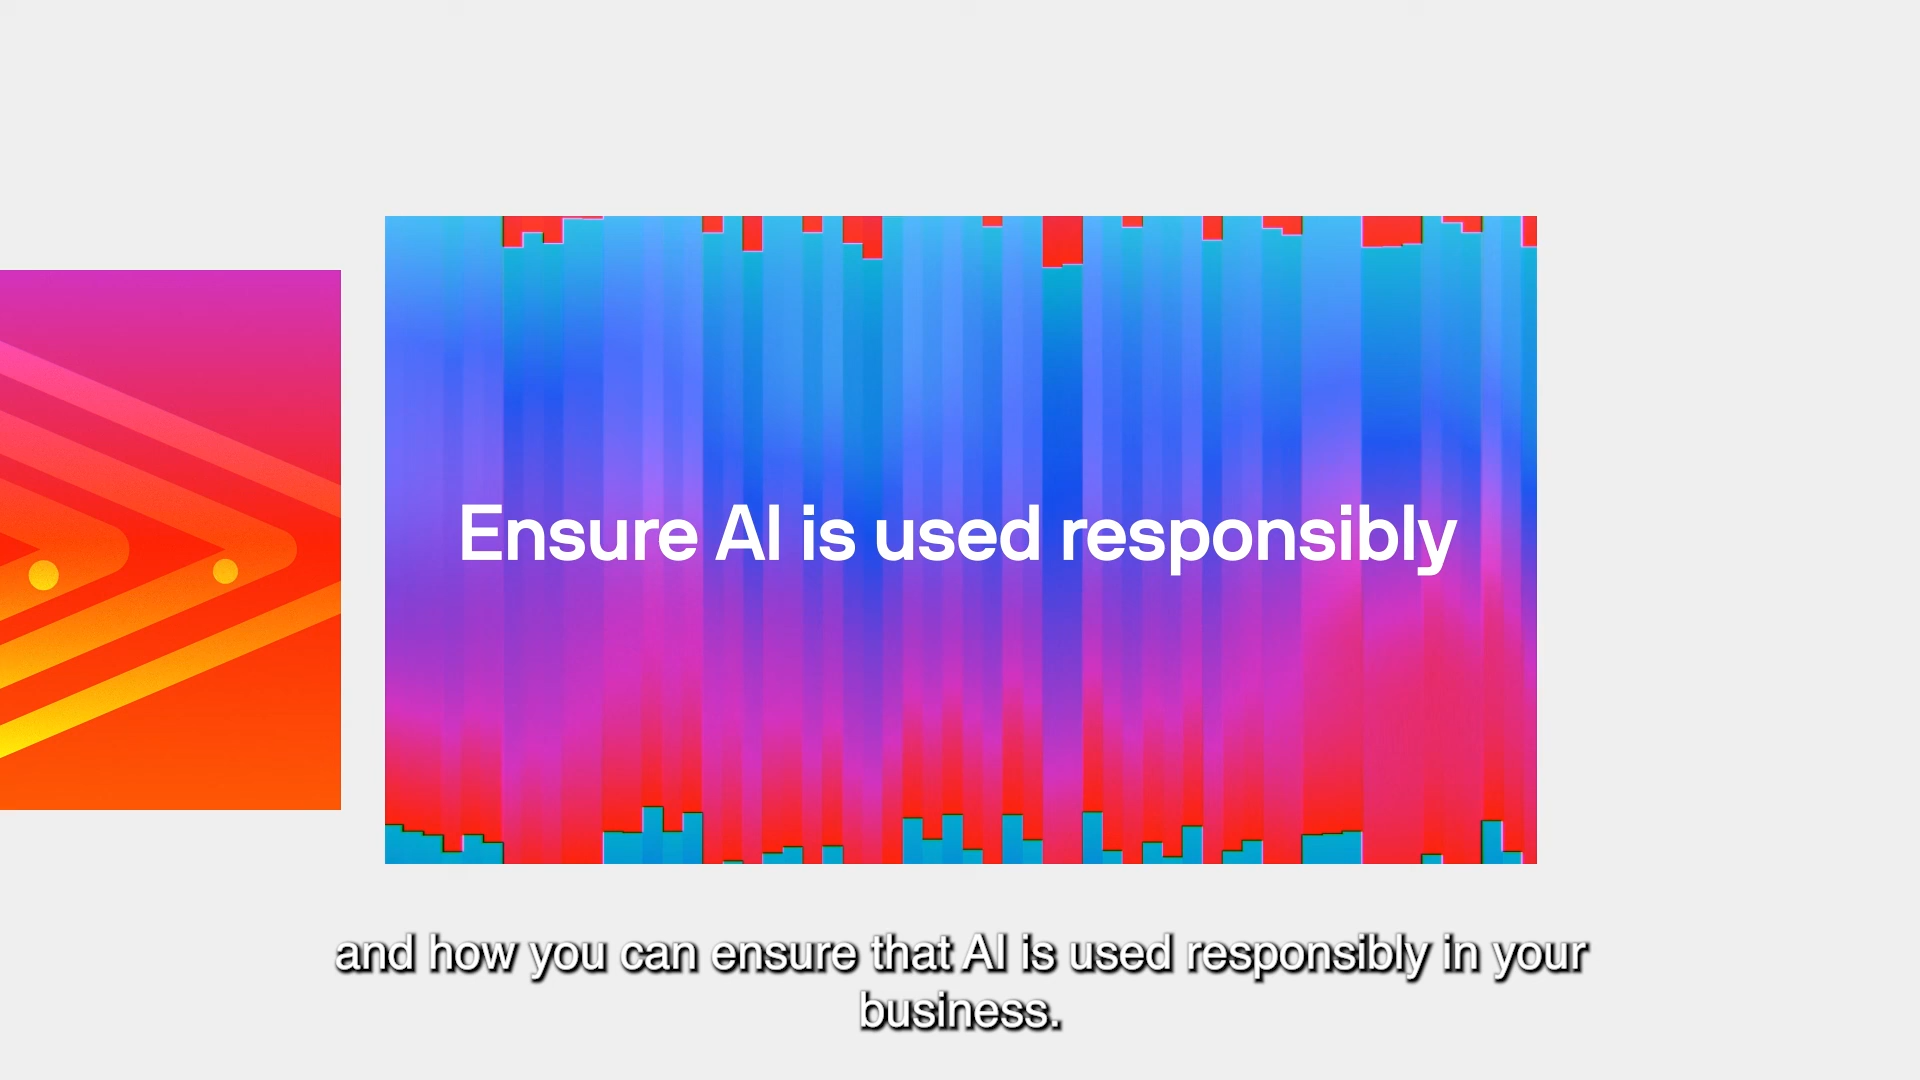 Ensure AI is used responsibly
and how you can ensure that AI is used responsibly in your
business.